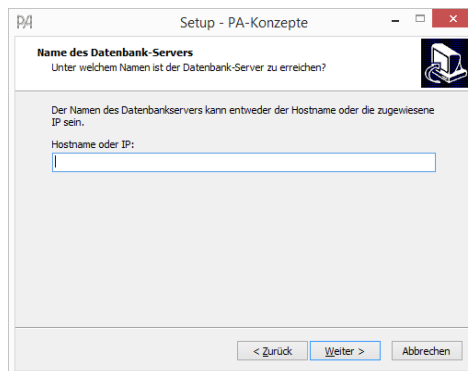 PA
Setup - PA-Konzepte
Name des Datenbank-Servers
Unter welchem Namen ist der Datenbank-Server zu erreichen?
Der Namen des Datenbankservers kann entweder der Hostname oder die zugewiesene
IP sein.
Hostname oder IP:
< Zurück
Weiter >
Abbrechen